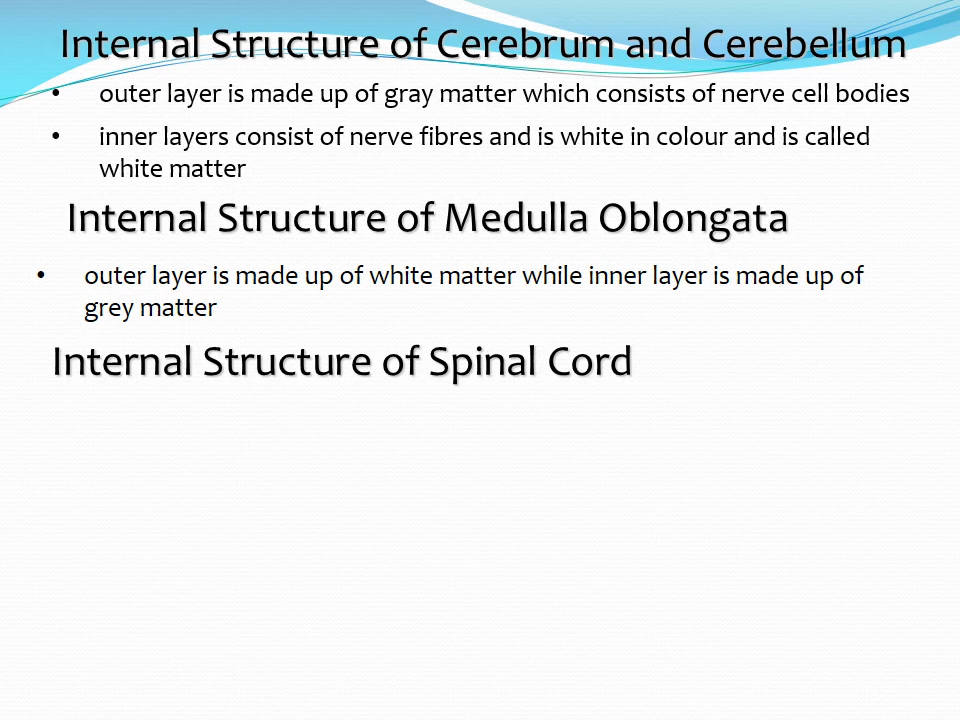 Internal Structure of Cerebrum and Cerebellum
• outer layer is made up of gray matter which consists of nerve cell bodies
• inner layers consist of nerve fibres and is white in colour and is called
white matter
Internal Structure of Medulla Oblongata
• outer layer is made up of white matter while inner layer is made up of
grey matter
Internal Structure of Spinal Cord